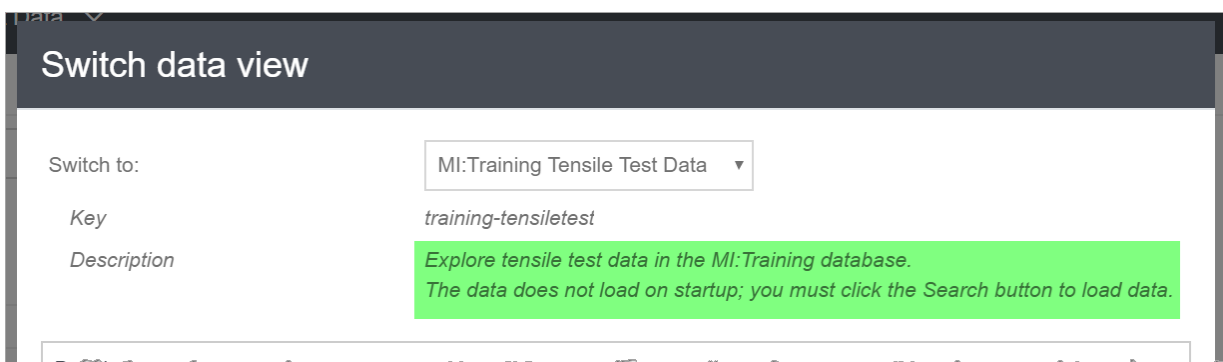 Data
Switch data view
Switch to: MI:Training Tensile Test Data
Key training-tensiletest
Description Explore tensile test data in the MI:Training database.
The data does not load on startup; you must click the Search button to load data.